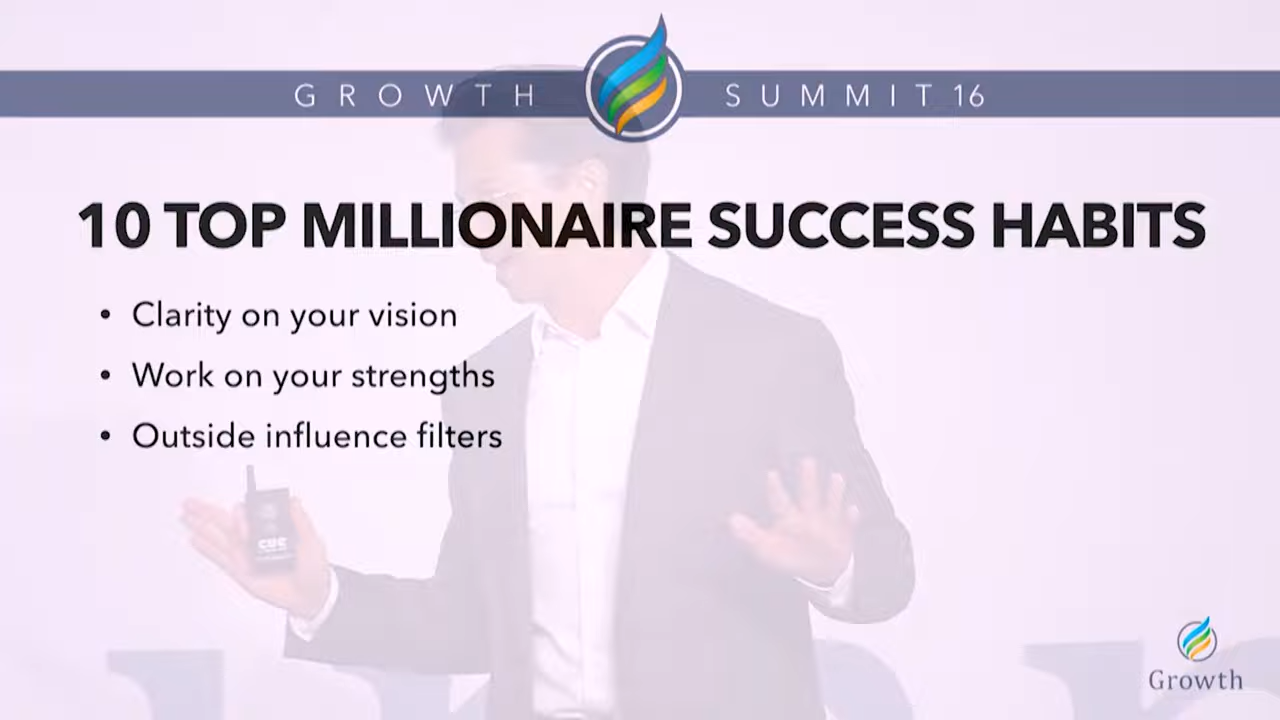 GROWTH SUMMIT 16
10 TOP MILLIONAIRE SUCCESS HABITS
• Clarity on your vision
• Work on your strengths
• Outside influence filters
cue
Growth